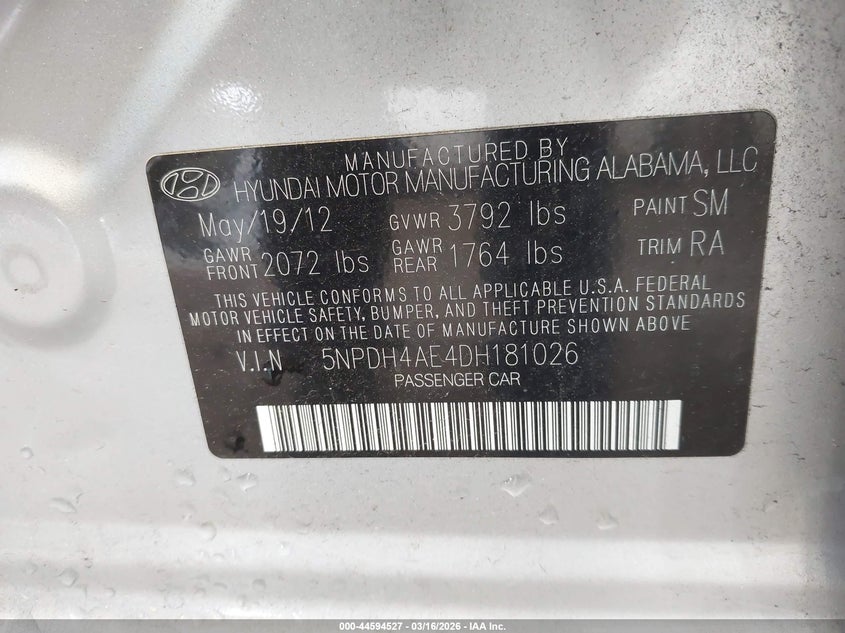 MANUFACTURED BY
HYUNDAI MOTOR MANUFACTURING ALABAMA, LLC
May/19/12 GVWR 3792 lbs PAINT SM
GAWR FRONT 2072 lbs GAWR REAR 1764 lbs TRIM RA
THIS VEHICLE CONFORMS TO ALL APPLICABLE U.S.A. FEDERAL
MOTOR VEHICLE SAFETY, BUMPER, AND THEFT PREVENTION STANDARDS
IN EFFECT ON THE DATE OF MANUFACTURE SHOWN ABOVE
V.I.N 5NPDH4AE4DH181026
PASSENGER CAR
000-44594527 - 03/16/2026 - IAA Inc.